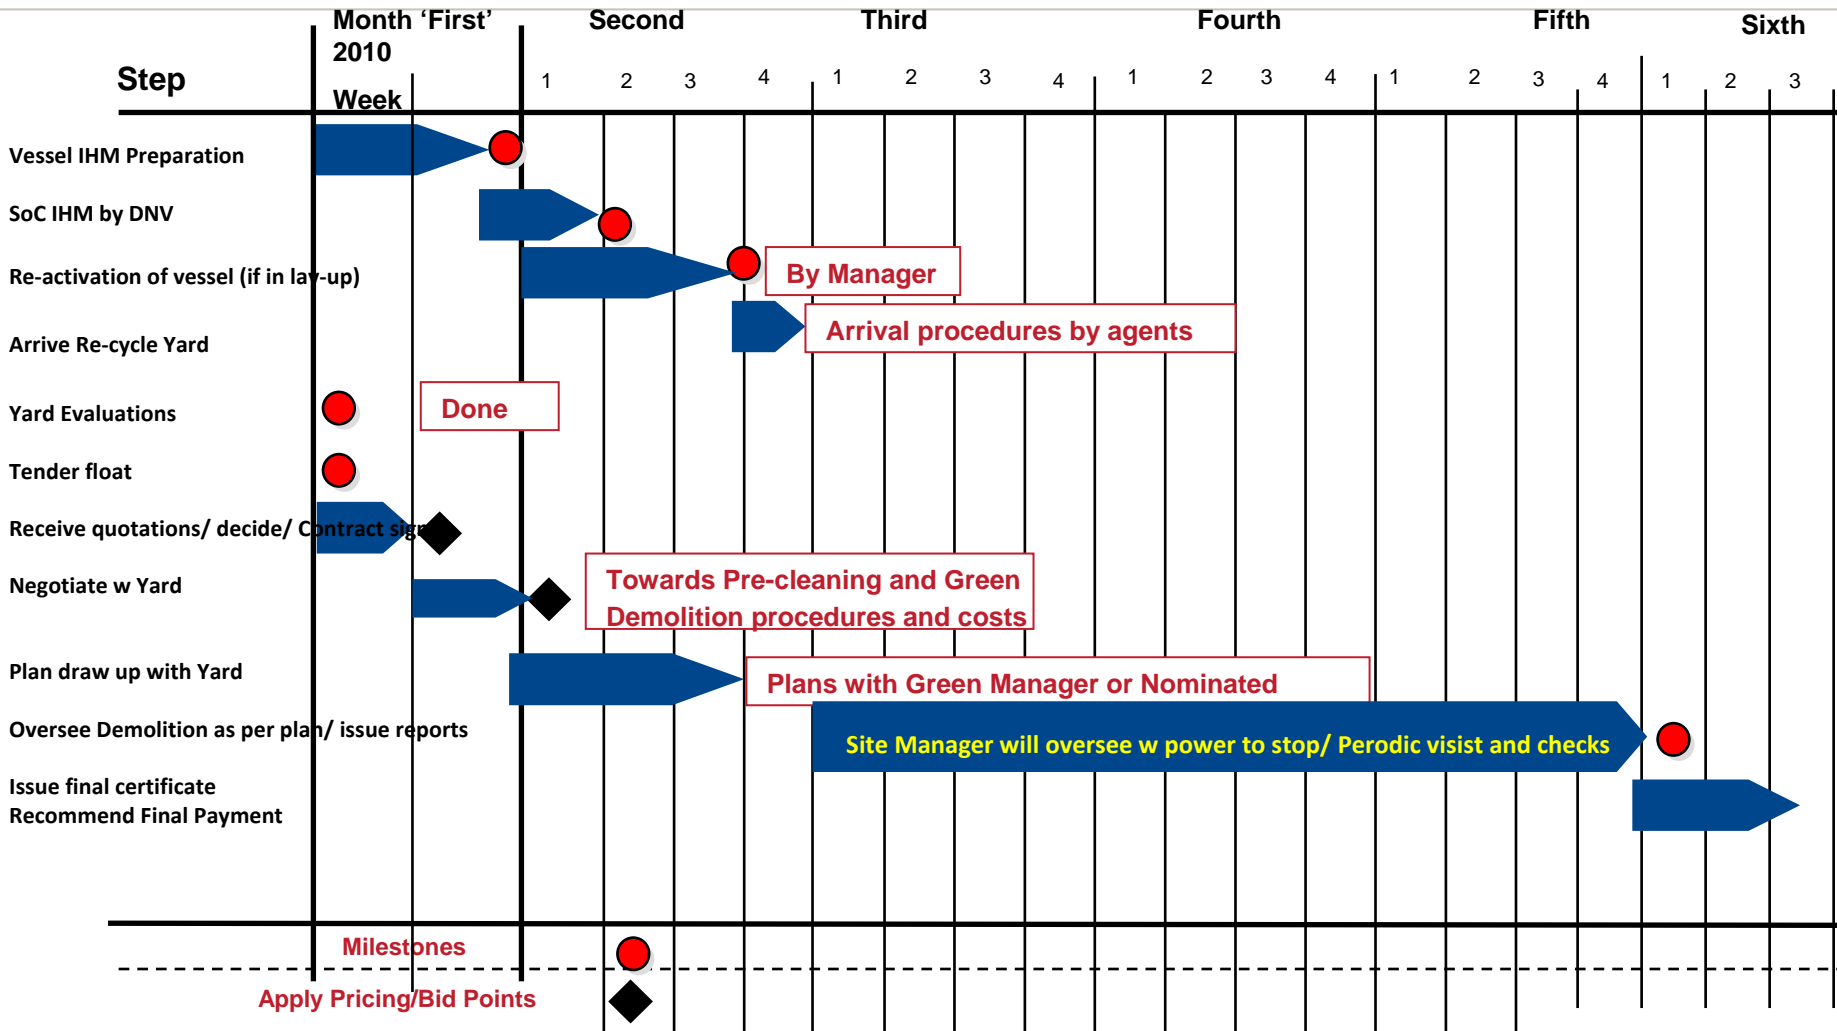 Month ‘First’ Second Third Fourth Fifth Sixth
2010
Step
Week
1 2 3 4 1 2 3 4 1 2 3 4 1 2 3 4 1 2 3
Vessel IHM Preparation
SoC IHM by DNV
Re-activation of vessel (if in lay-up)
By Manager
Arrive Re-cycle Yard
Arrival procedures by agents
Yard Evaluations
Done
Tender float
Receive quotations/ decide/ Contract sign
Negotiate w Yard
Towards Pre-cleaning and Green
Demolition procedures and costs
Plan draw up with Yard
Plans with Green Manager or Nominated
Oversee Demolition as per plan/ issue reports
Site Manager will oversee w power to stop/ Perodic visist and checks
Issue final certificate
Recommend Final Payment
Milestones
Apply Pricing/Bid Points